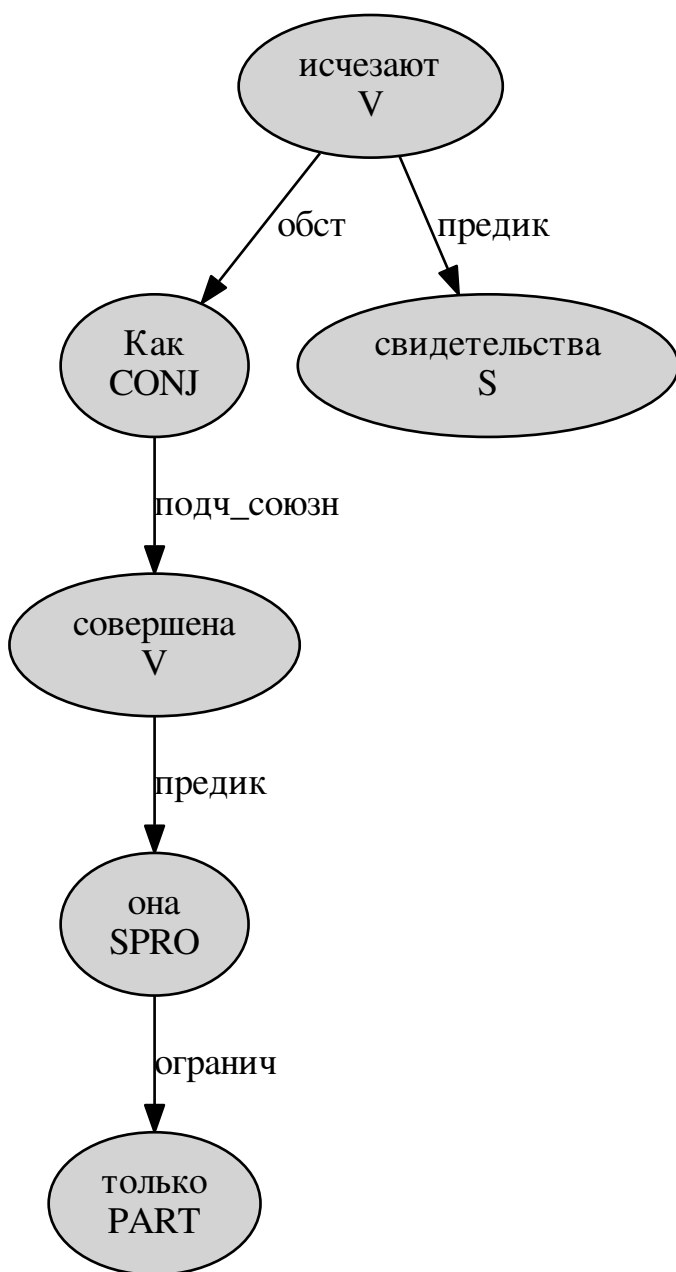 исчезают
V
обст
предик
Как
CONJ
свидетельства
S
подч_союзн
совершена
V
предик
она
SPRO
огранич
только
PART